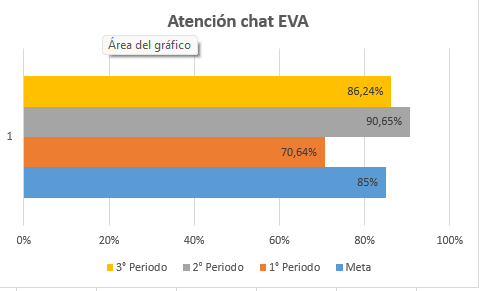 Atención chat EVA
Área del gráfico
86,24%
90,65%
1
70,64%
85%
0% 20% 40% 60% 80% 100%
3° Periodo 2° Periodo 1° Periodo Meta